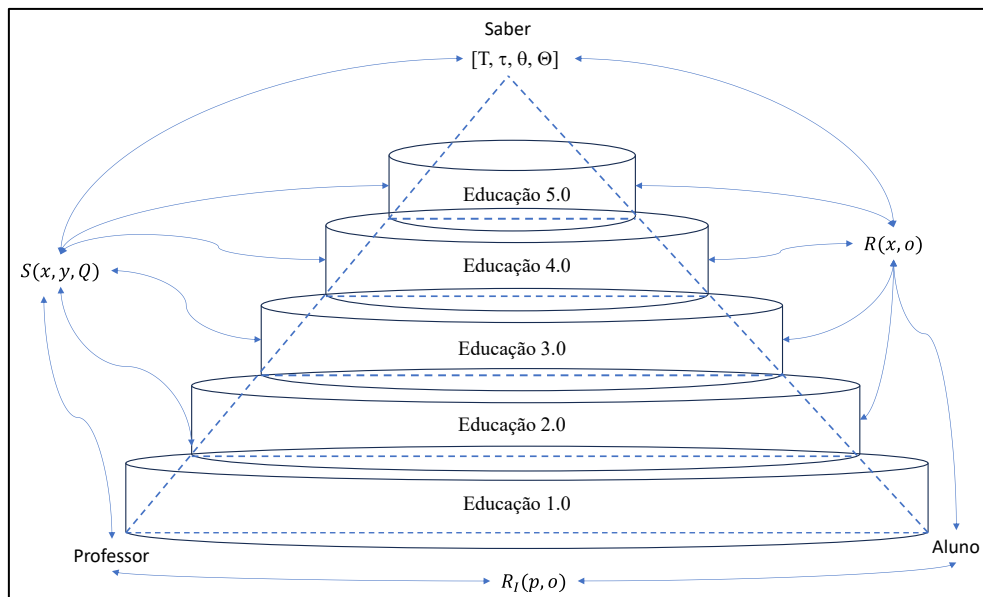 Saber
[T, τ, θ, Θ]
Educação 5.0
S(x, y, Q)
R(x, o)
Educação 4.0
Educação 3.0
Educação 2.0
Educação 1.0
Professor
Aluno
R_I(p, o)